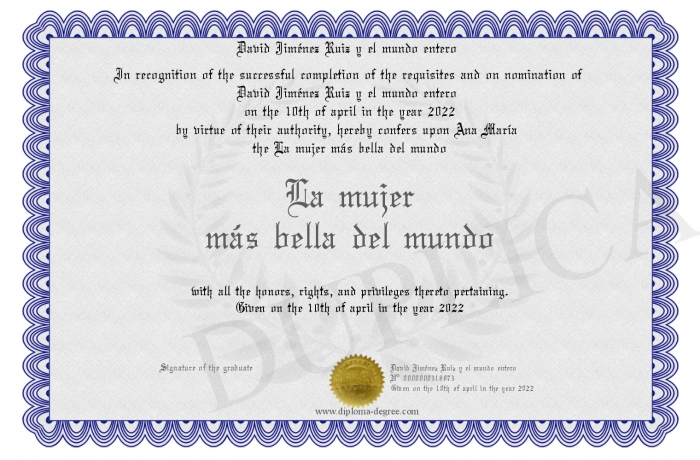 David Jiménez Ruiz y el mundo entero
In recognition of the successful completion of the requisites and on nomination of
David Jiménez Ruiz y el mundo entero
on the 10th of april in the year 2022
by virtue of their authority, hereby confers upon Ana María
the La mujer más bella del mundo
La mujer
más bella del mundo
with all the honors, rights, and privileges thereto pertaining.
Given on the 10th of april in the year 2022
Signature of the graduate
David Jiménez Ruiz y el mundo entero
Given on the 10th of april in the year 2022
www.diploma-degree.com
DUPLICA